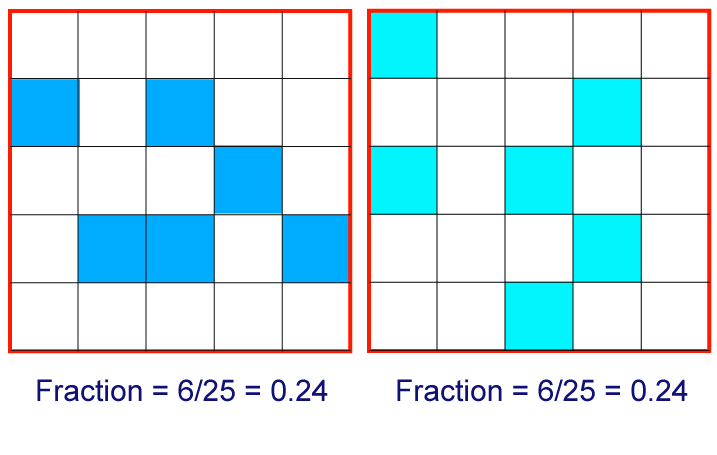 Fraction = 6/25 = 0.24
Fraction = 6/25 = 0.24